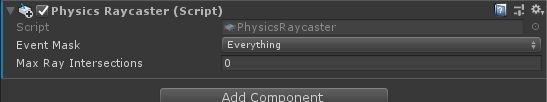 Physics Raycaster (Script)
Script PhysicsRaycaster
Event Mask Everything
Max Ray Intersections 0
Add Component